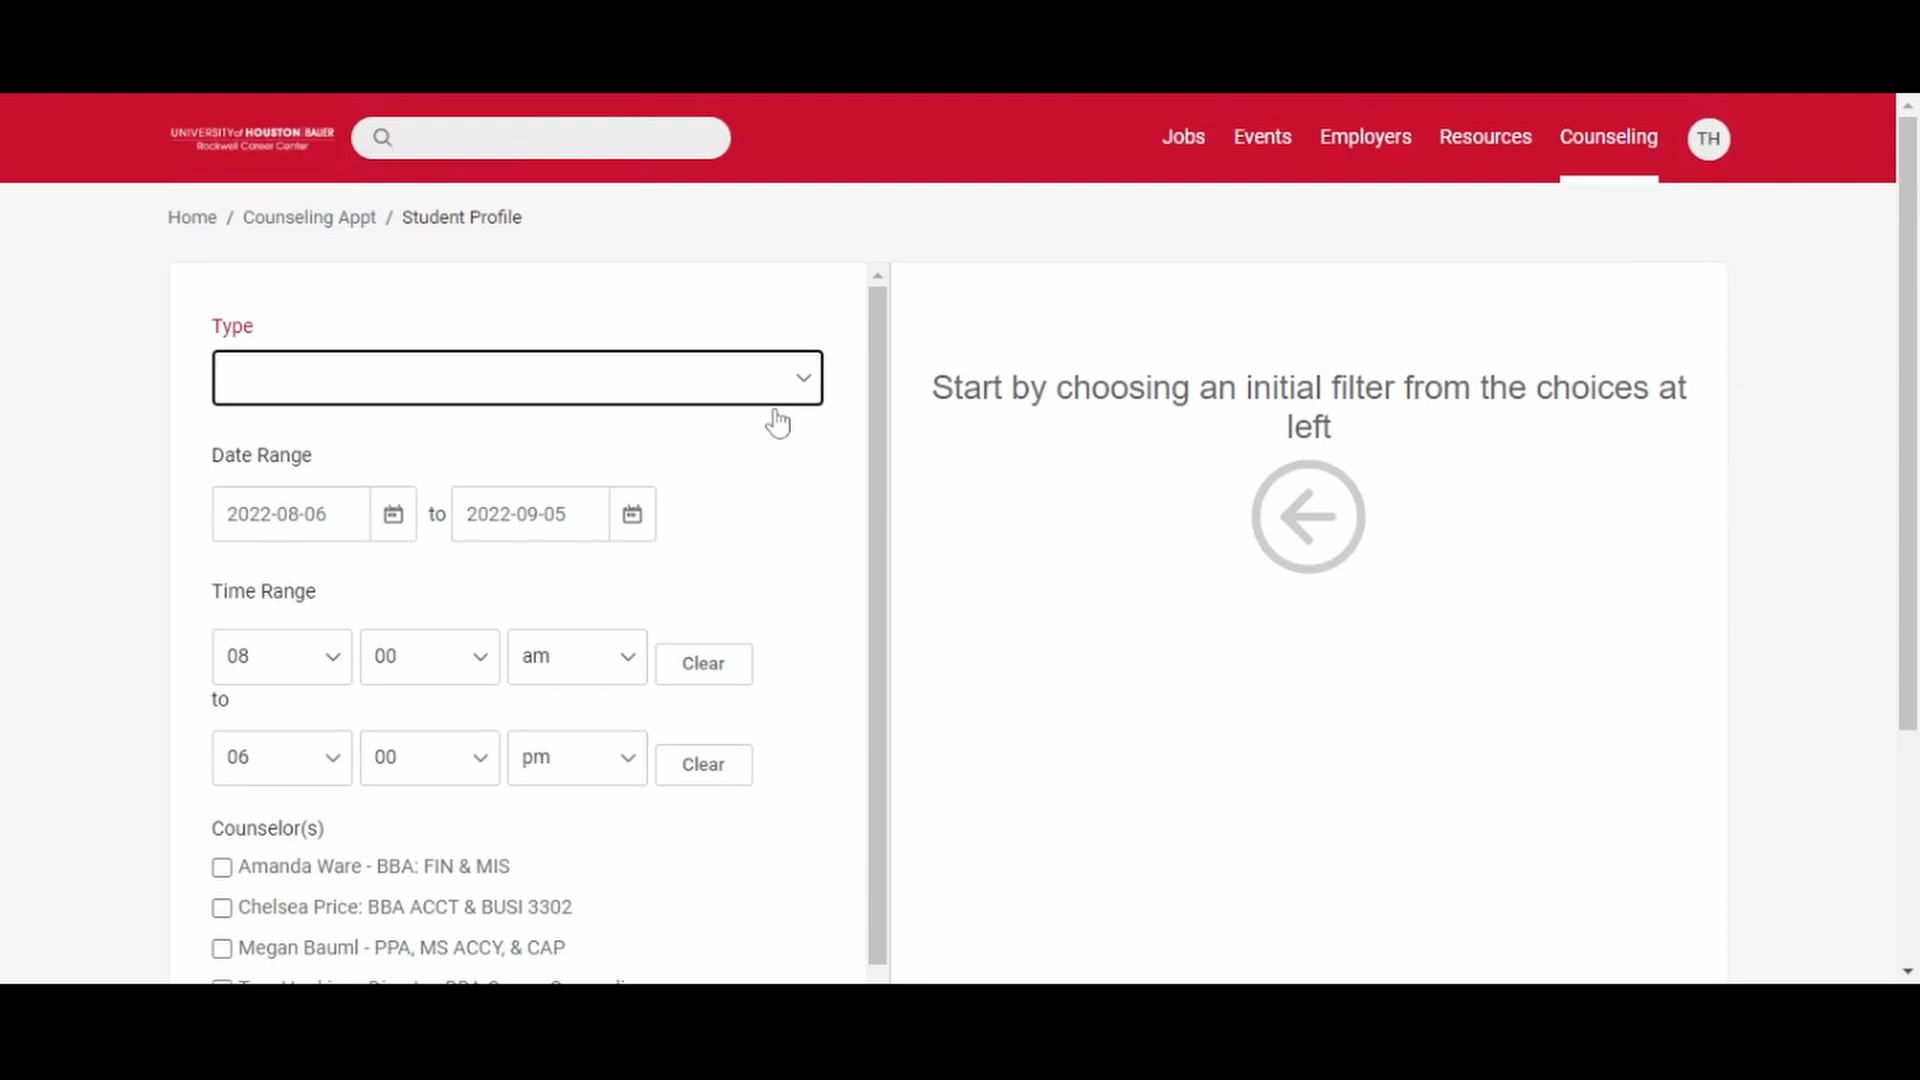 UNIVERSITY of HOUSTON BAUER
Rockwell Career Center
Jobs Events Employers Resources Counseling TH
Home / Counseling Appt / Student Profile
Type
Start by choosing an initial filter from the choices at
left
Date Range
2022-08-06 to 2022-09-05
Time Range
08 00 am Clear
to
06 00 pm Clear
Counselor(s)
Amanda Ware - BBA: FIN & MIS
Chelsea Price: BBA ACCT & BUSI 3302
Megan Bauml - PPA, MS ACCY, & CAP